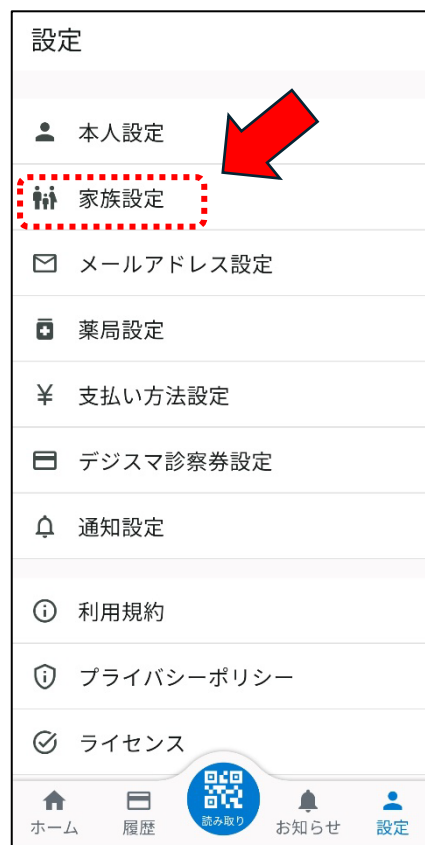 設定
本人設定
家族設定
メールアドレス設定
薬局設定
支払い方法設定
デジスマ診察券設定
通知設定
利用規約
プライバシーポリシー
ライセンス
ホーム
履歴
読み取り
お知らせ
設定